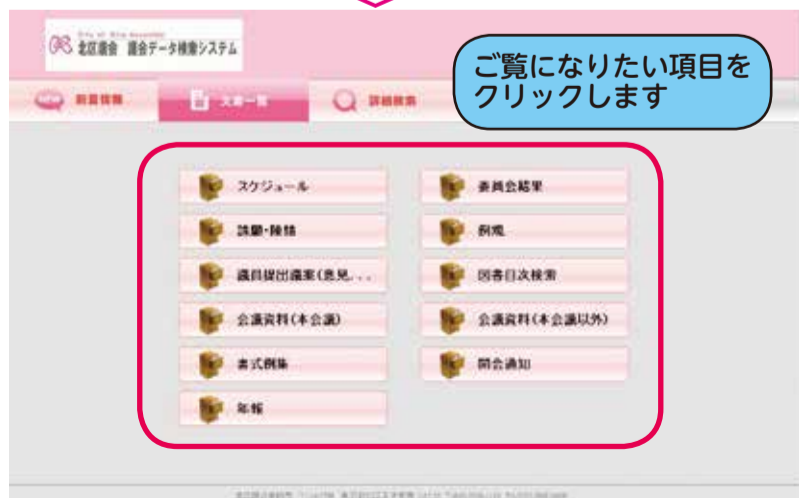 北区議会 議会データ検索システム
ご覧になりたい項目を
クリックします
NEW 新着情報
文書一覧
詳細検索
スケジュール
委員会結果
請願・陳情
例規
議員提出議案(意見...
図書目次検索
会議資料(本会議)
会議資料(本会議以外)
書式例集
開会通知
年報